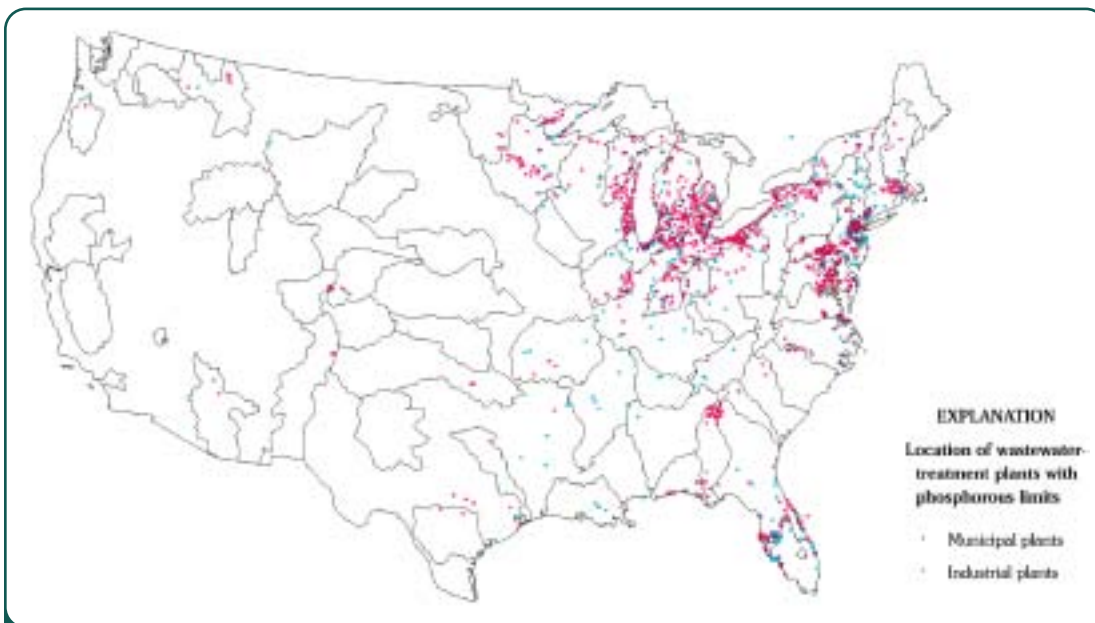 EXPLANATION
Location of wastewater-
treatment plants with
phosphorous limits
Municipal plants
Industrial plants